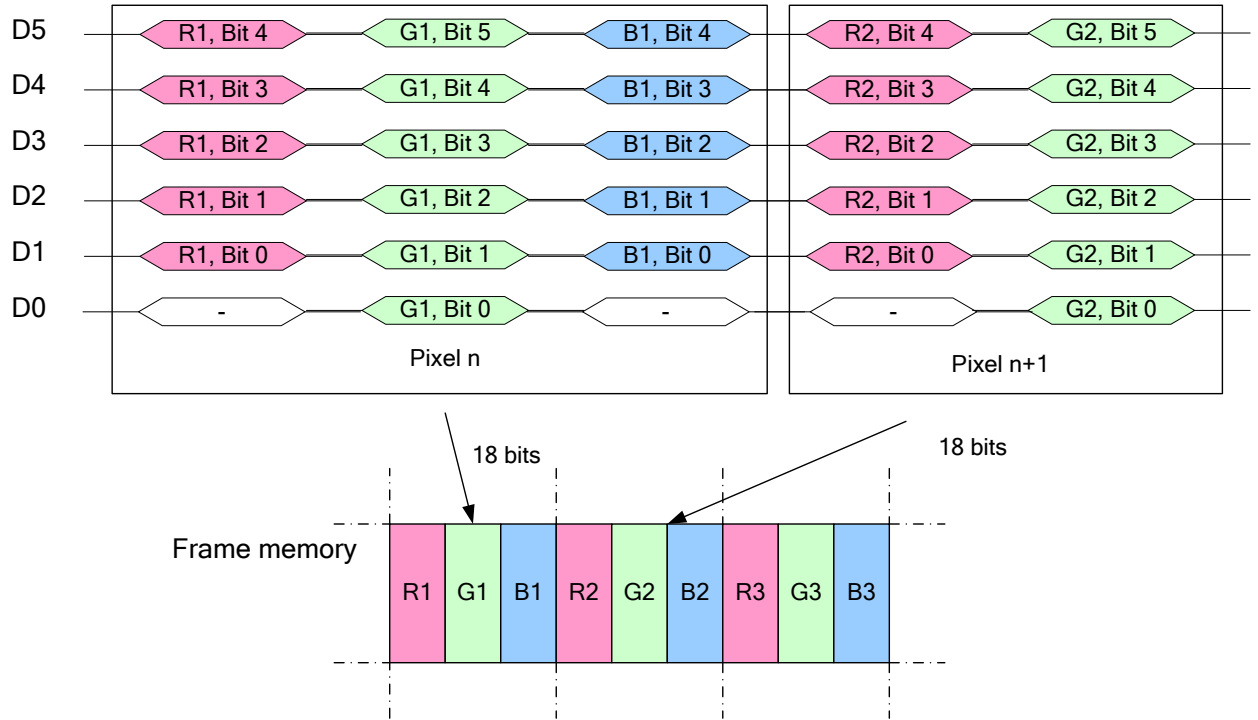 D5 R1, Bit 4 G1, Bit 5 B1, Bit 4 R2, Bit 4 G2, Bit 5
D4 R1, Bit 3 G1, Bit 4 B1, Bit 3 R2, Bit 3 G2, Bit 4
D3 R1, Bit 2 G1, Bit 3 B1, Bit 2 R2, Bit 2 G2, Bit 3
D2 R1, Bit 1 G1, Bit 2 B1, Bit 1 R2, Bit 1 G2, Bit 2
D1 R1, Bit 0 G1, Bit 1 B1, Bit 0 R2, Bit 0 G2, Bit 1
D0 - G1, Bit 0 - - G2, Bit 0
Pixel n Pixel n+1
18 bits 18 bits
Frame memory
R1 G1 B1 R2 G2 B2 R3 G3 B3